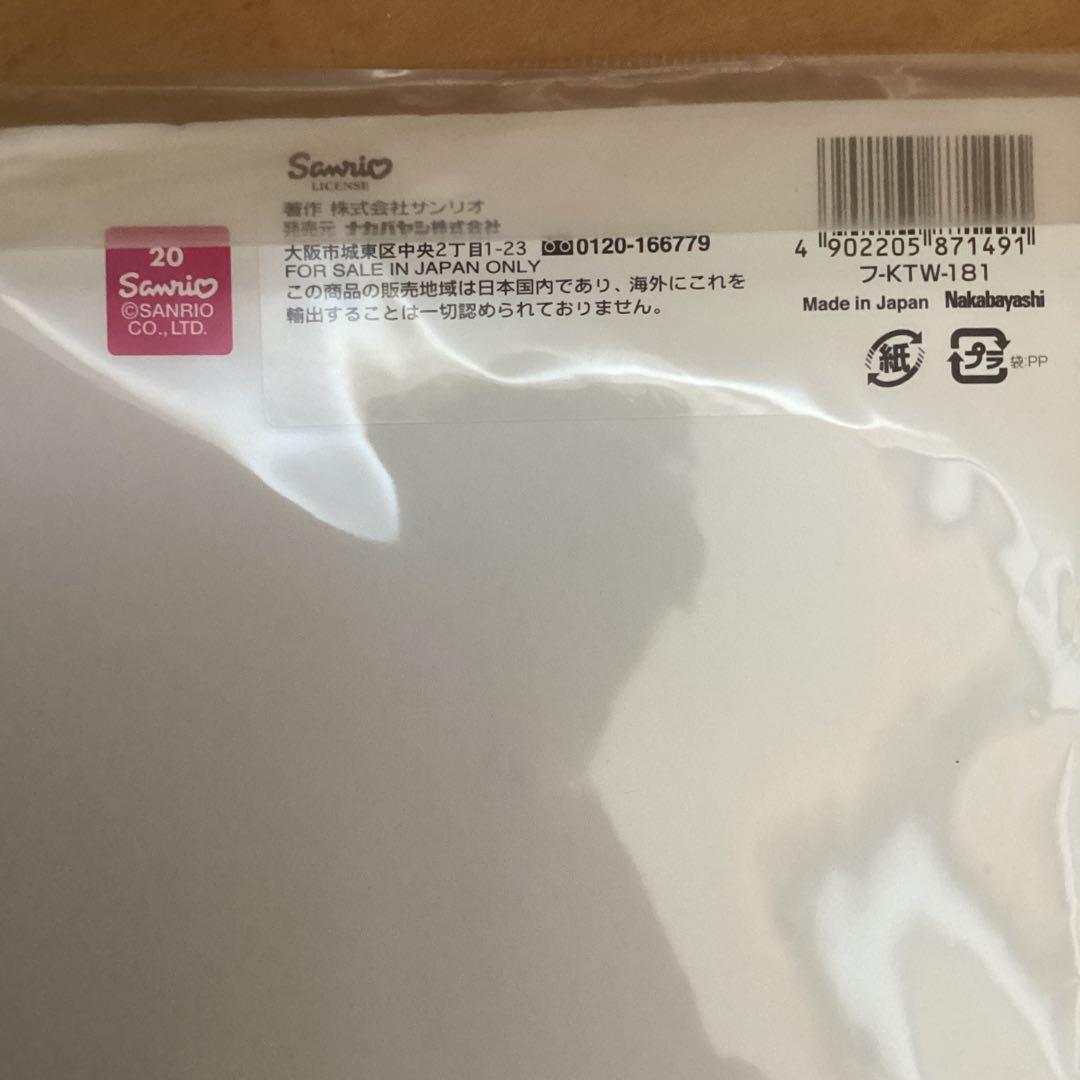 Sanrio
LICENSE
著作 株式会社サンリオ
発売元 ナカバヤシ株式会社
大阪市城東区中央2丁目1-23 0120-166779
FOR SALE IN JAPAN ONLY
この商品の販売地域は日本国内であり、海外にこれを
輸出することは一切認められておりません。
20
Sanrio
©SANRIO
CO., LTD.
4 902205 871491
フ-KTW-181
Made in Japan Nakabayashi
紙 プラ 袋:PP